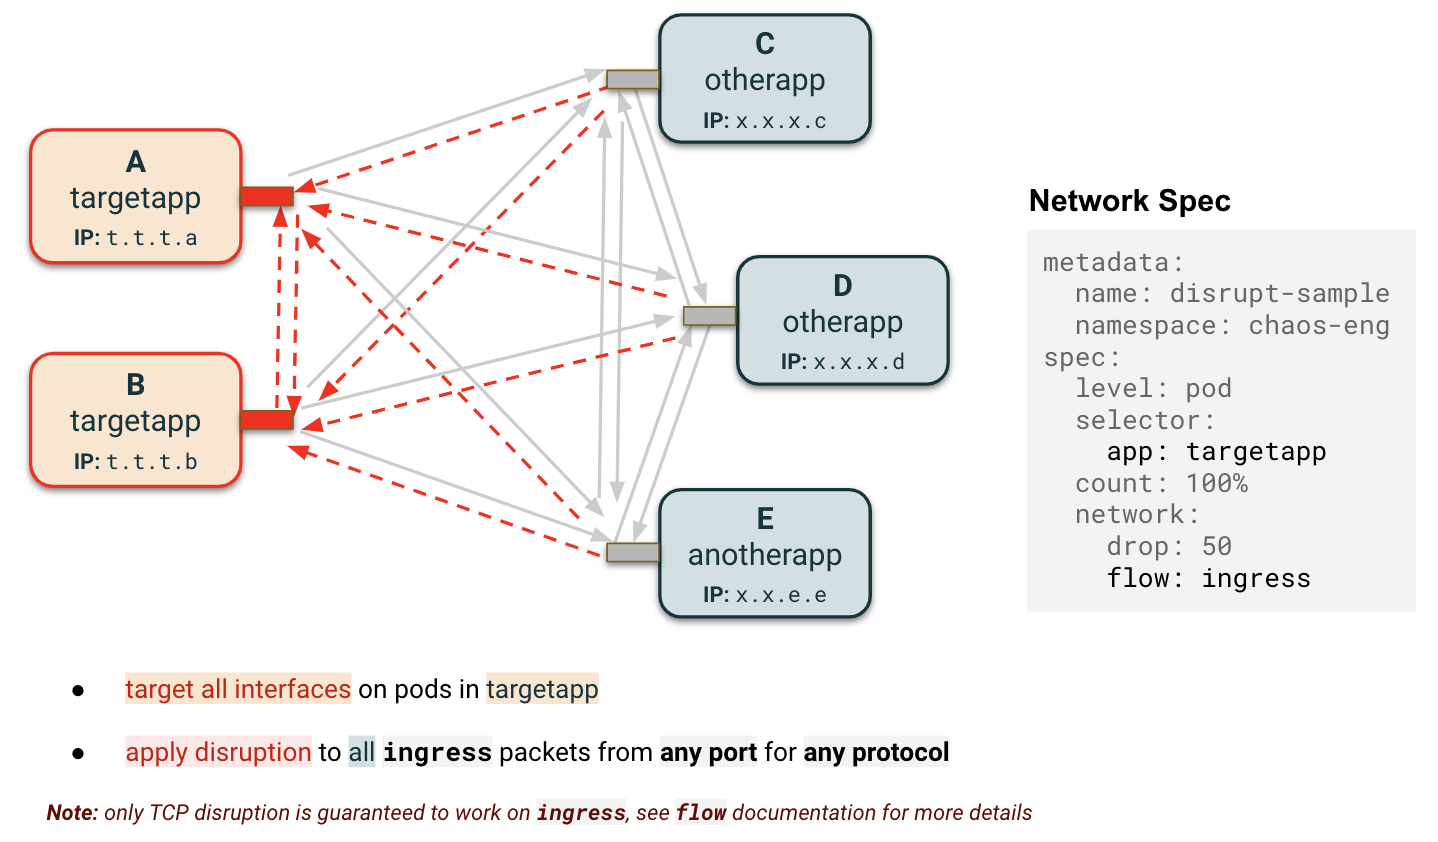 C
otherapp
IP: x.x.x.c
A
targetapp
IP: t.t.t.a
D
otherapp
IP: x.x.x.d
B
targetapp
IP: t.t.t.b
E
anotherapp
IP: x.x.e.e
Network Spec
metadata:
  name: disrupt-sample
  namespace: chaos-eng
spec:
  level: pod
  selector:
    app: targetapp
  count: 100%
  network:
    drop: 50
    flow: ingress
● target all interfaces on pods in targetapp
● apply disruption to all ingress packets from any port for any protocol
Note: only TCP disruption is guaranteed to work on ingress, see flow documentation for more details